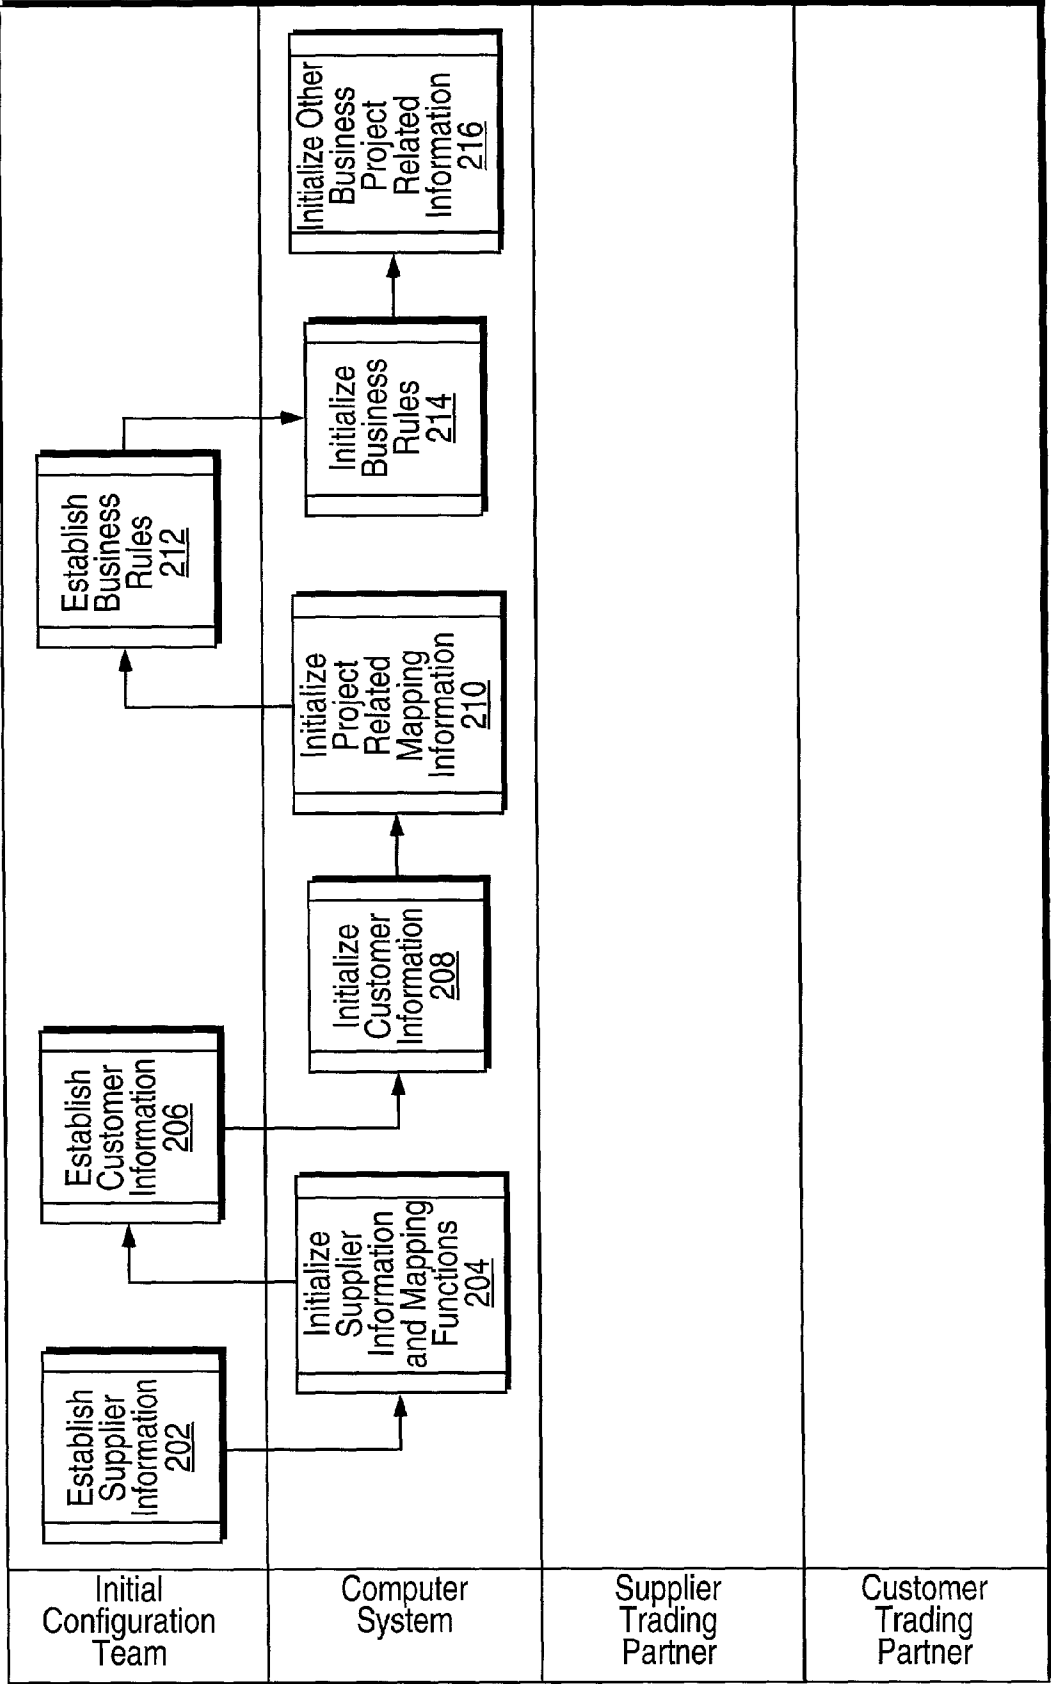 Establish
Supplier
Information
202
Initialize
Supplier
Information
and Mapping
Functions
204
Establish
Customer
Information
206
Initialize
Customer
Information
208
Initialize
Project
Related
Mapping
Information
210
Establish
Business
Rules
212
Initialize
Business
Rules
214
Initialize Other
Business
Project
Related
Information
216
Initial
Configuration
Team
Computer
System
Supplier
Trading
Partner
Customer
Trading
Partner